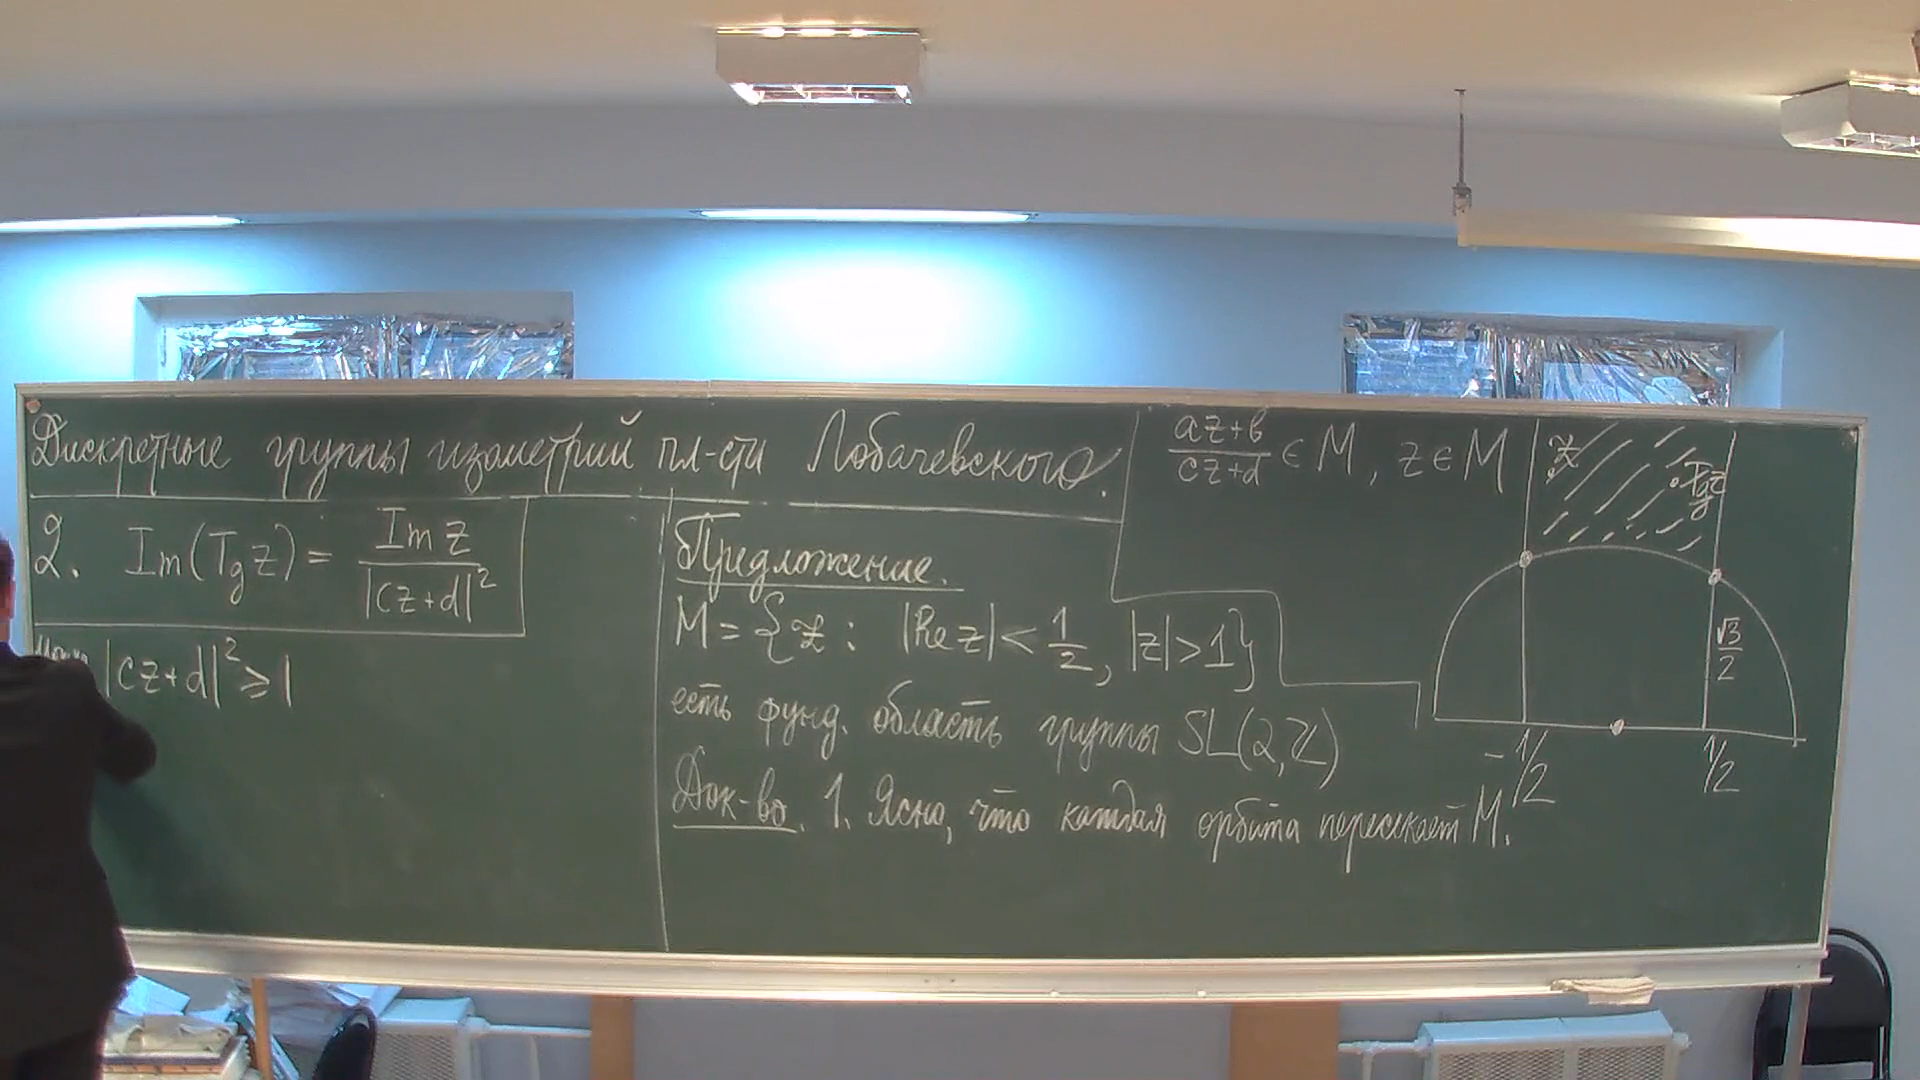 Дискретные группы изометрий пл-сти Лобачевского.
2. Im(T_g z) = Im z / |cz+d|²
|cz+d|² ⩾ 1
Предложение.
M = {z : |Re z| < 1/2, |z| > 1}
есть фунд. область группы SL(2,ℤ)
Док-во. 1. Ясно, что каждая орбита пересекает M.
(az+b)/(cz+d) ∈ M, z ∈ M
z
T_g z
√3/2
-1/2
1/2